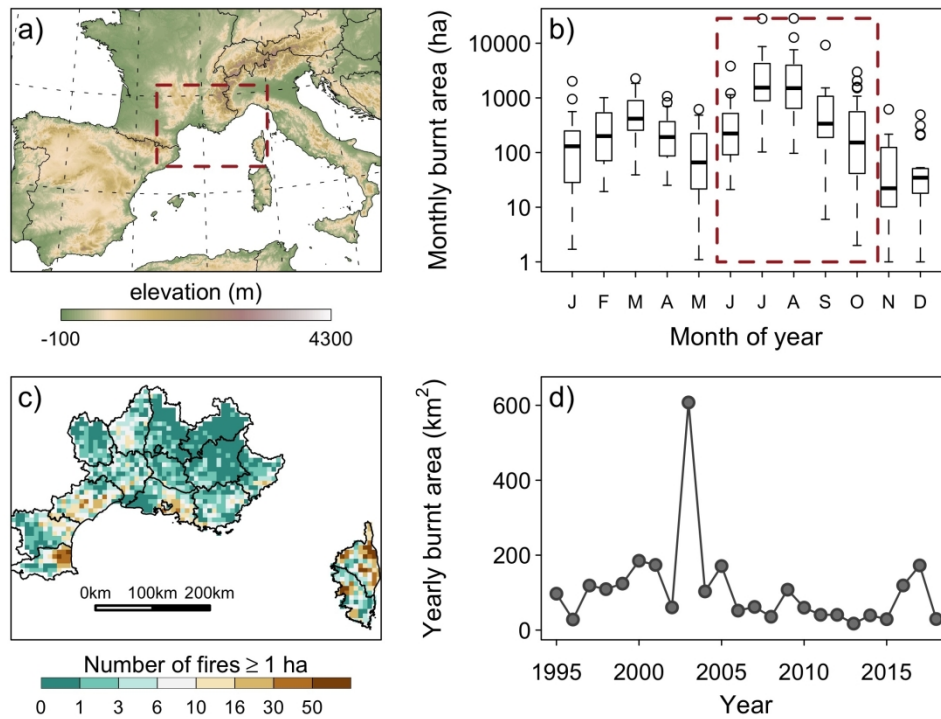 a)
elevation (m)
-100 4300
b)
Monthly burnt area (ha)
10000
1000
100
10
1
J F M A M J J A S O N D
Month of year
c)
0km 100km 200km
Number of fires ≥ 1 ha
0 1 3 6 10 16 30 50
d)
Yearly burnt area (km²)
600
400
200
0
1995 2000 2005 2010 2015
Year